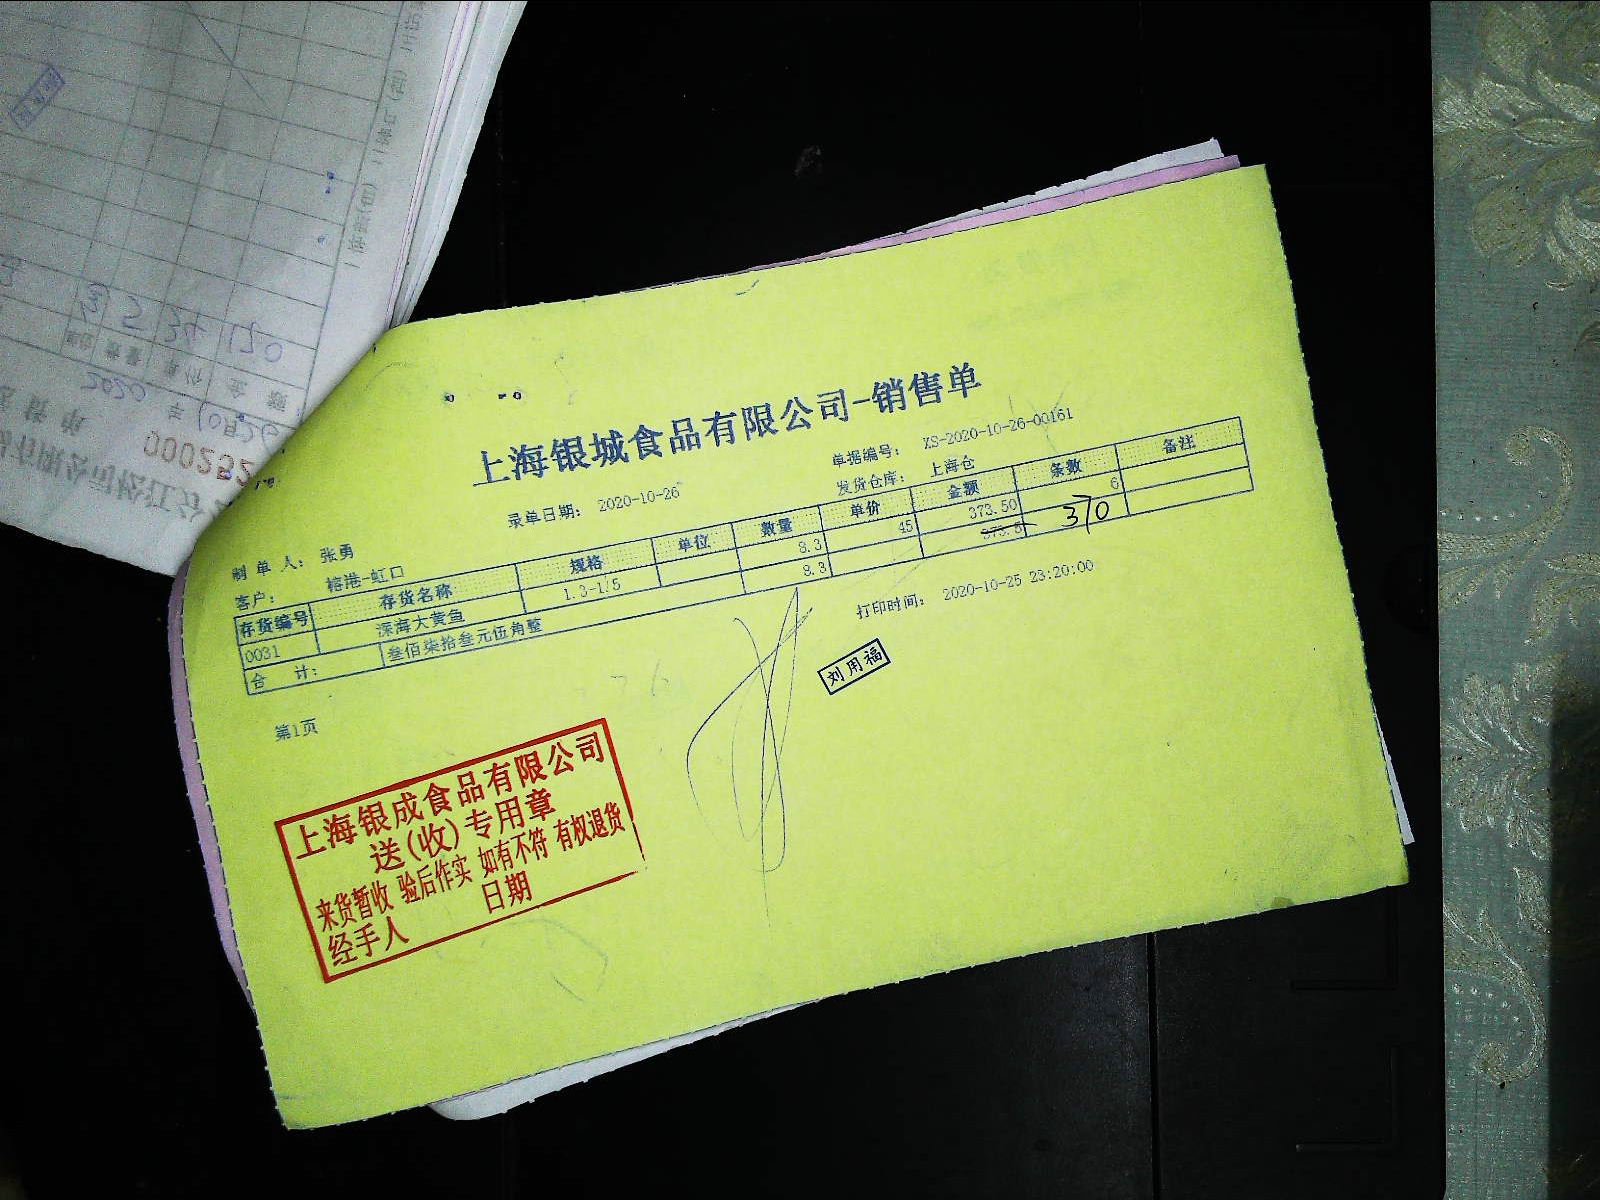 上海银城食品有限公司-销售单
单据编号： XS-2020-10-26-00161
录单日期： 2020-10-26
发货仓库： 上海仓
制 单 人： 张勇
客户： 榕港-虹口
存货编号 存货名称 规格 单位 数量 单价 金额 条数 备注
0031 深海大黄鱼 1.3-1.5 8.3 45 373.50 6
合 计： 叁佰柒拾叁元伍角整 8.3 373.5 370
打印时间： 2020-10-25 23:20:00
刘用福
第1页
上海银成食品有限公司
送(收)专用章
来货暂收 验后作实 如有不符 有权退货
经手人 日期